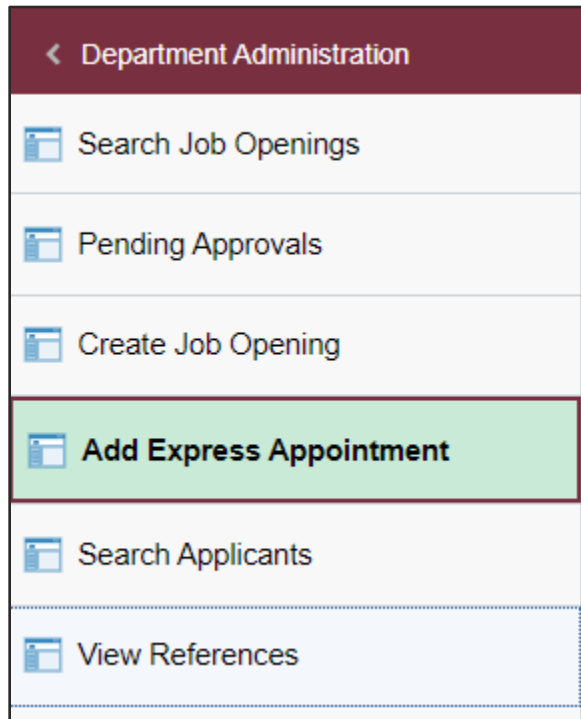 Department Administration
Search Job Openings
Pending Approvals
Create Job Opening
Add Express Appointment
Search Applicants
View References